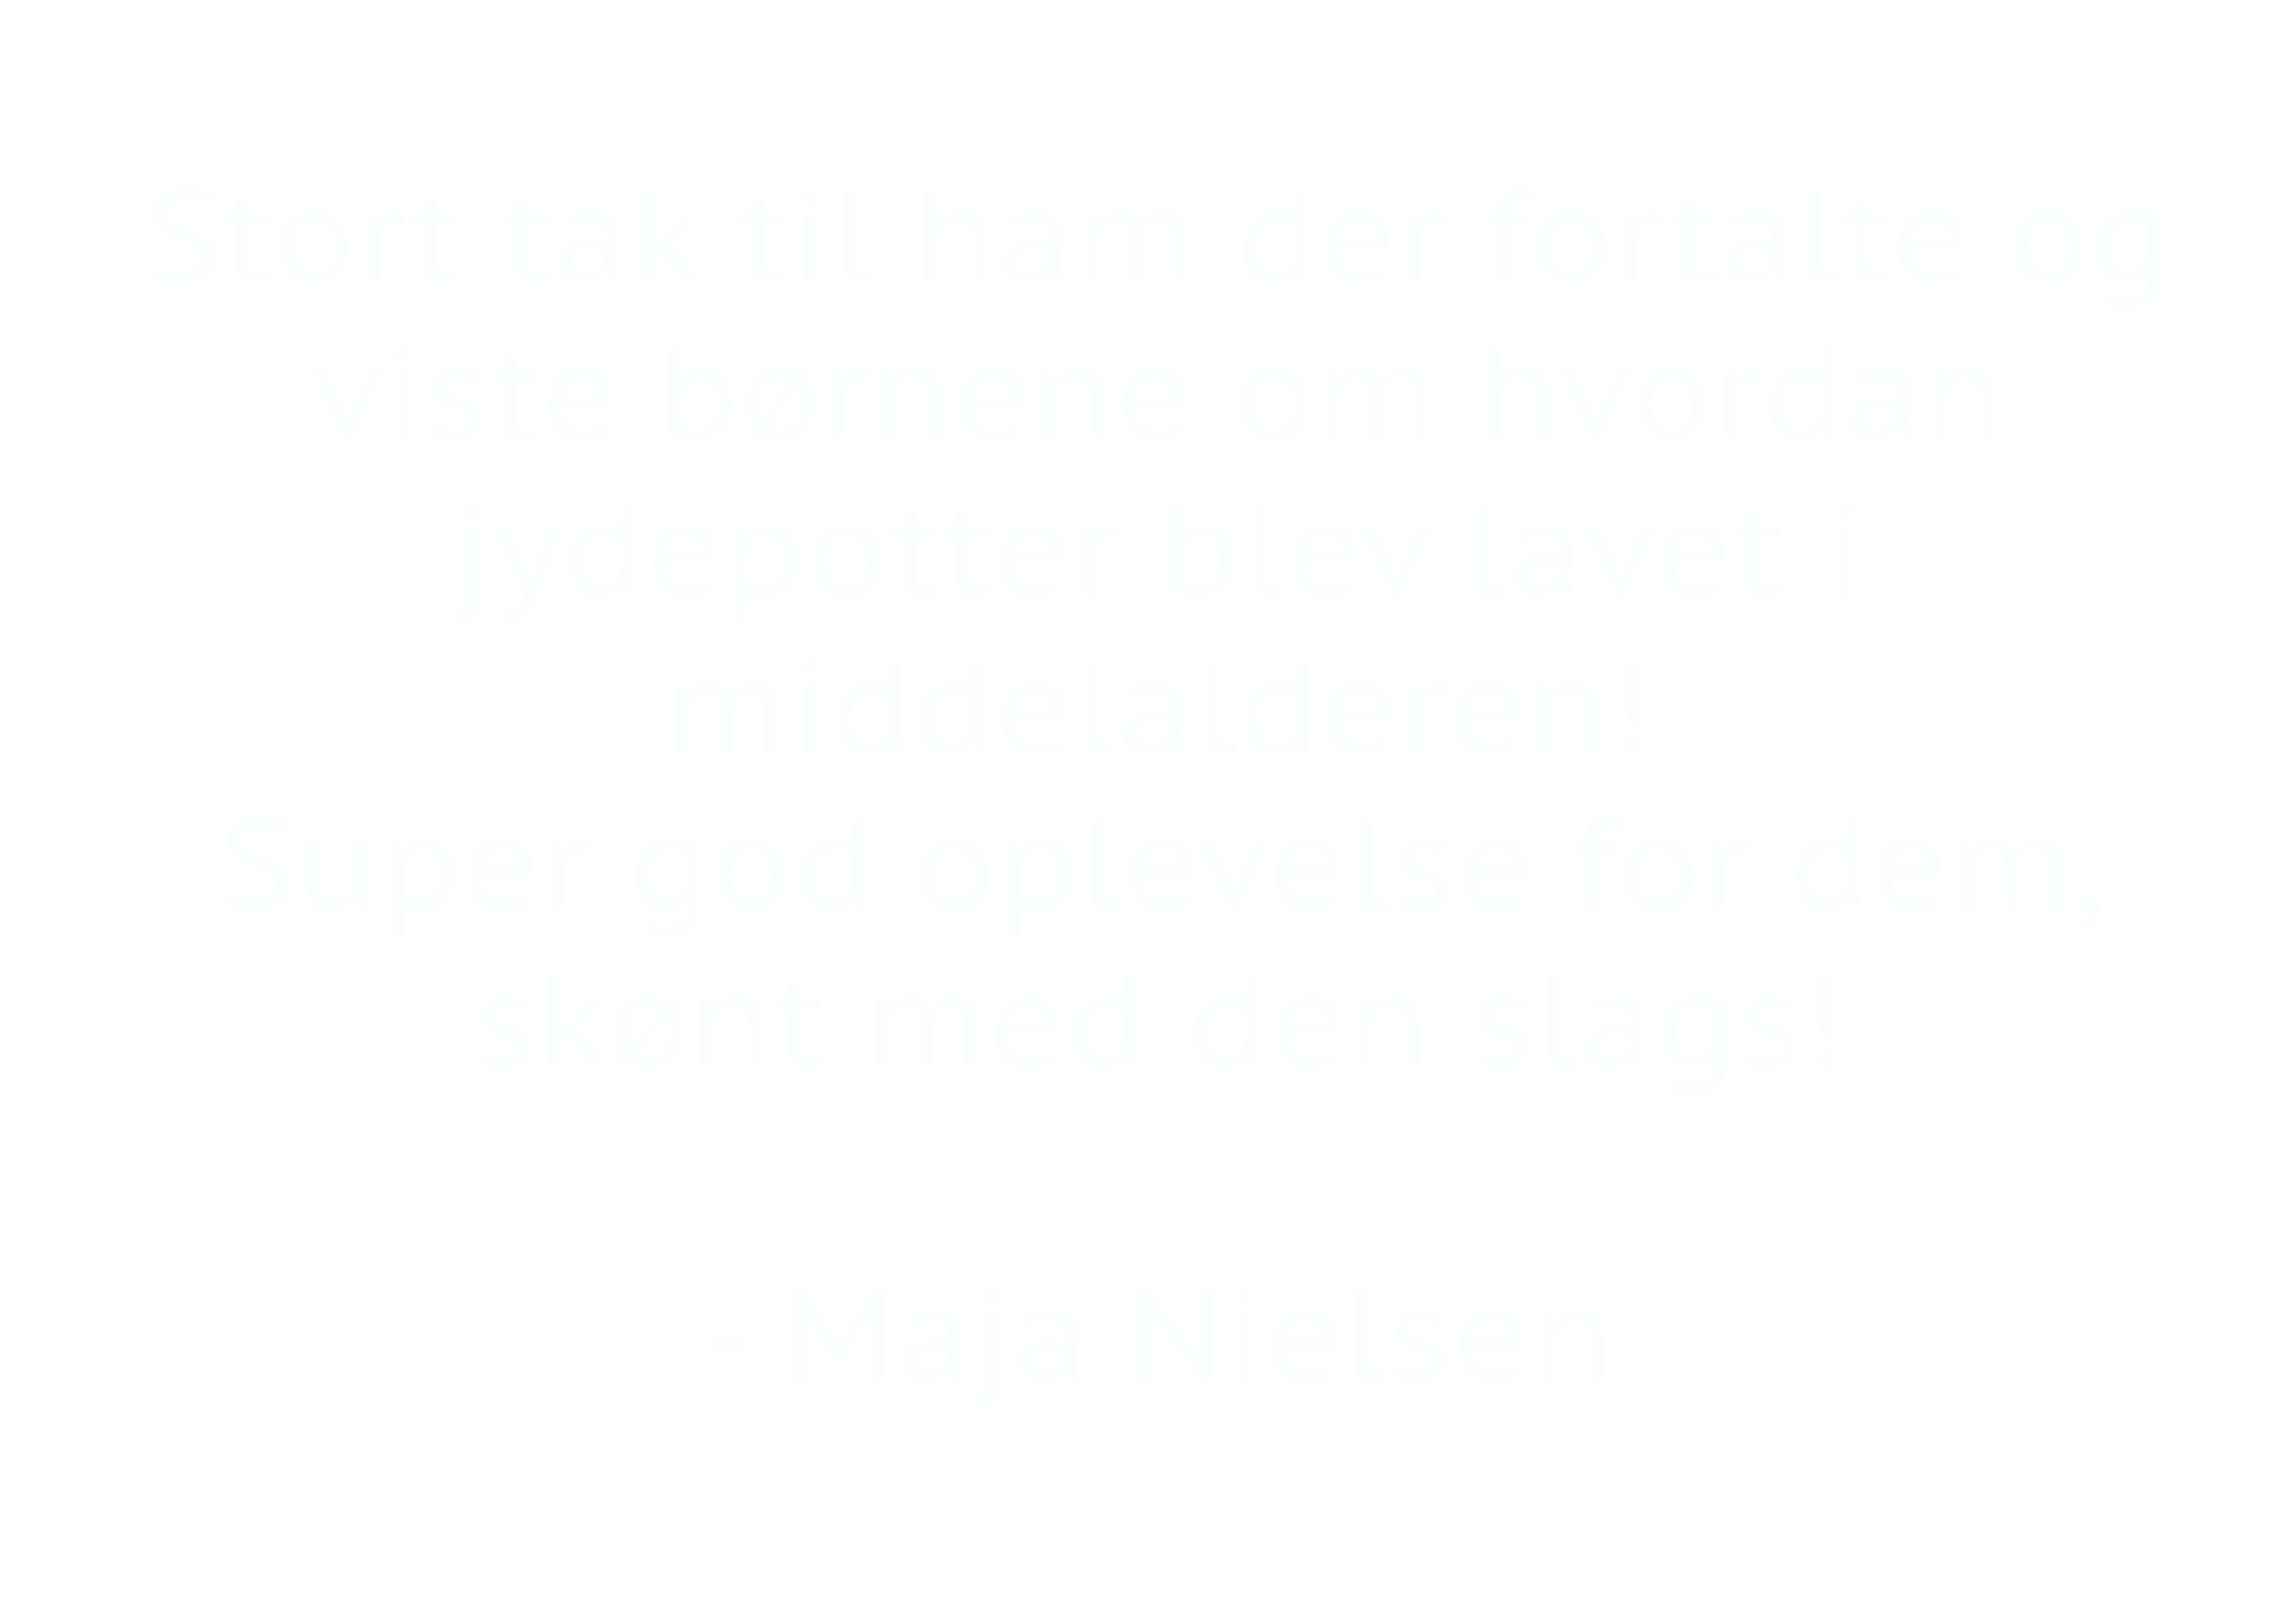 Stort tak til ham der fortalte og
viste børnene om hvordan
jydepotter blev lavet i
middelalderen!
Super god oplevelse for dem,
skønt med den slags!
- Maja Nielsen